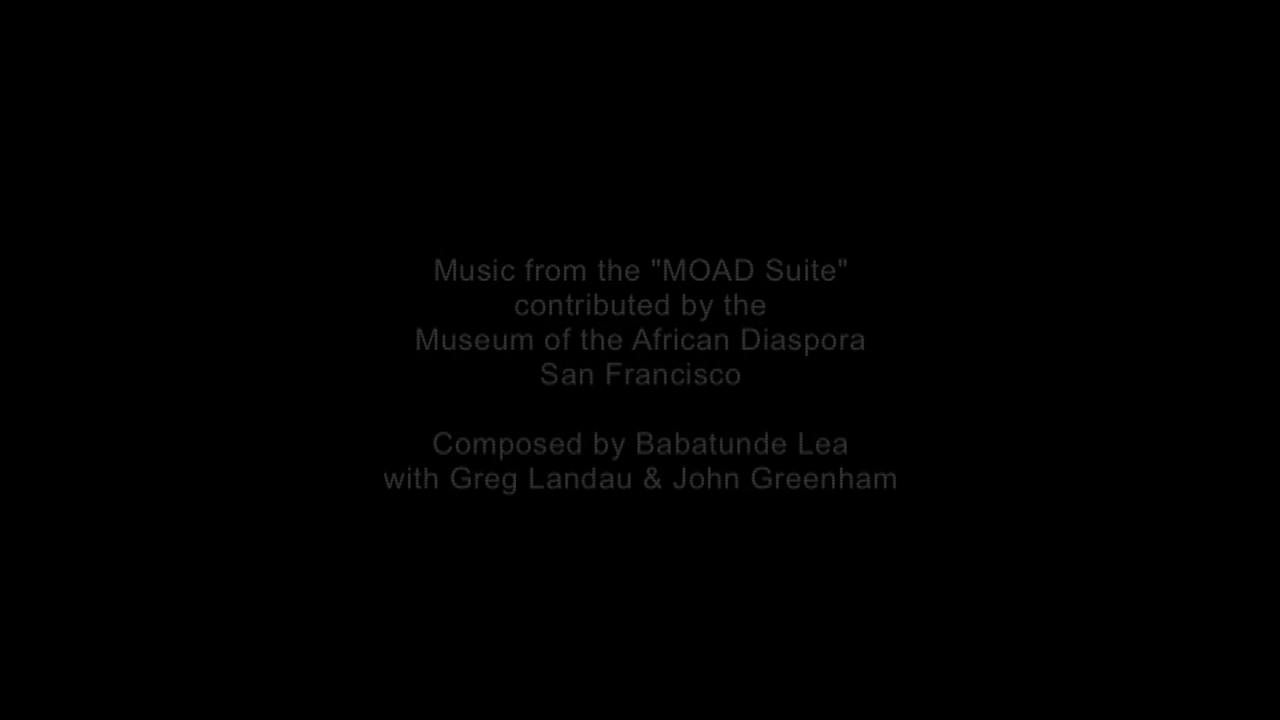 Music from the "MOAD Suite"
contributed by the
Museum of the African Diaspora
San Francisco
Composed by Babatunde Lea
with Greg Landau & John Greenham